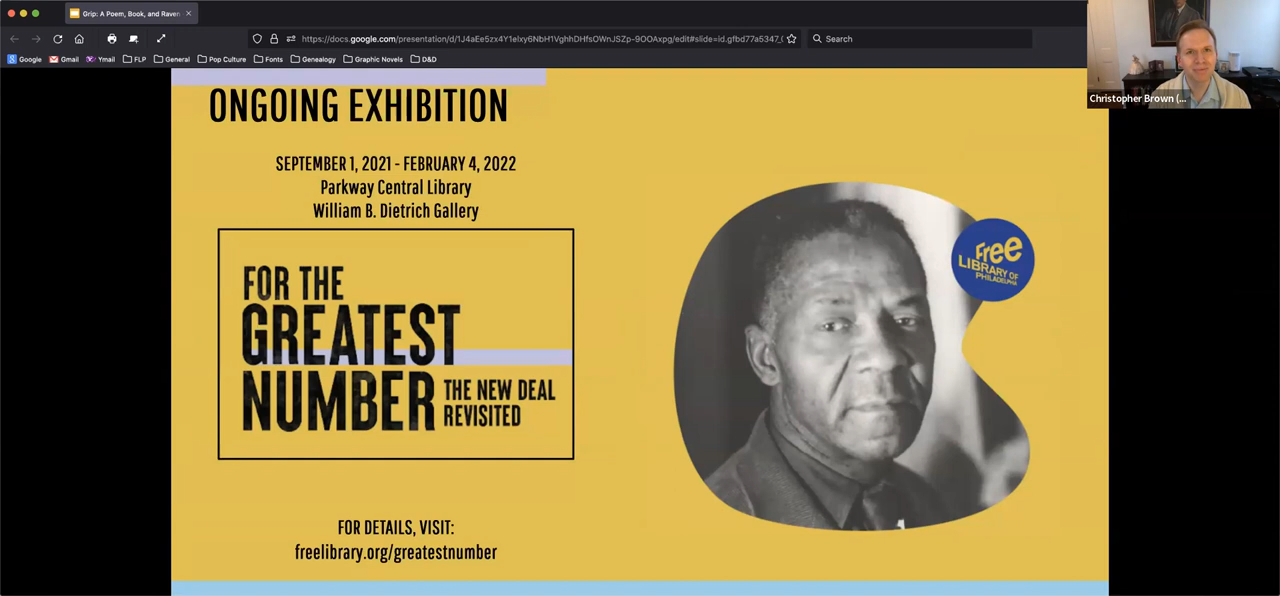 Grip: A Poem, Book, and Raven
https://docs.google.com/presentation/d/1J4aEe5zx4Y1elxy6NbH1VghhDHfsOWnJSZp-9OOAxpg/edit#slide=id.gfbd77a5347_(
Search
Google
Gmail
Ymail
FLP
General
Pop Culture
Fonts
Genealogy
Graphic Novels
D&D
Christopher Brown (...
ONGOING EXHIBITION
SEPTEMBER 1, 2021 - FEBRUARY 4, 2022
Parkway Central Library
William B. Dietrich Gallery
FOR THE
GREATEST
NUMBER
THE NEW DEAL
REVISITED
FOR DETAILS, VISIT:
freelibrary.org/greatestnumber
Free
LIBRARY OF
PHILADELPHIA